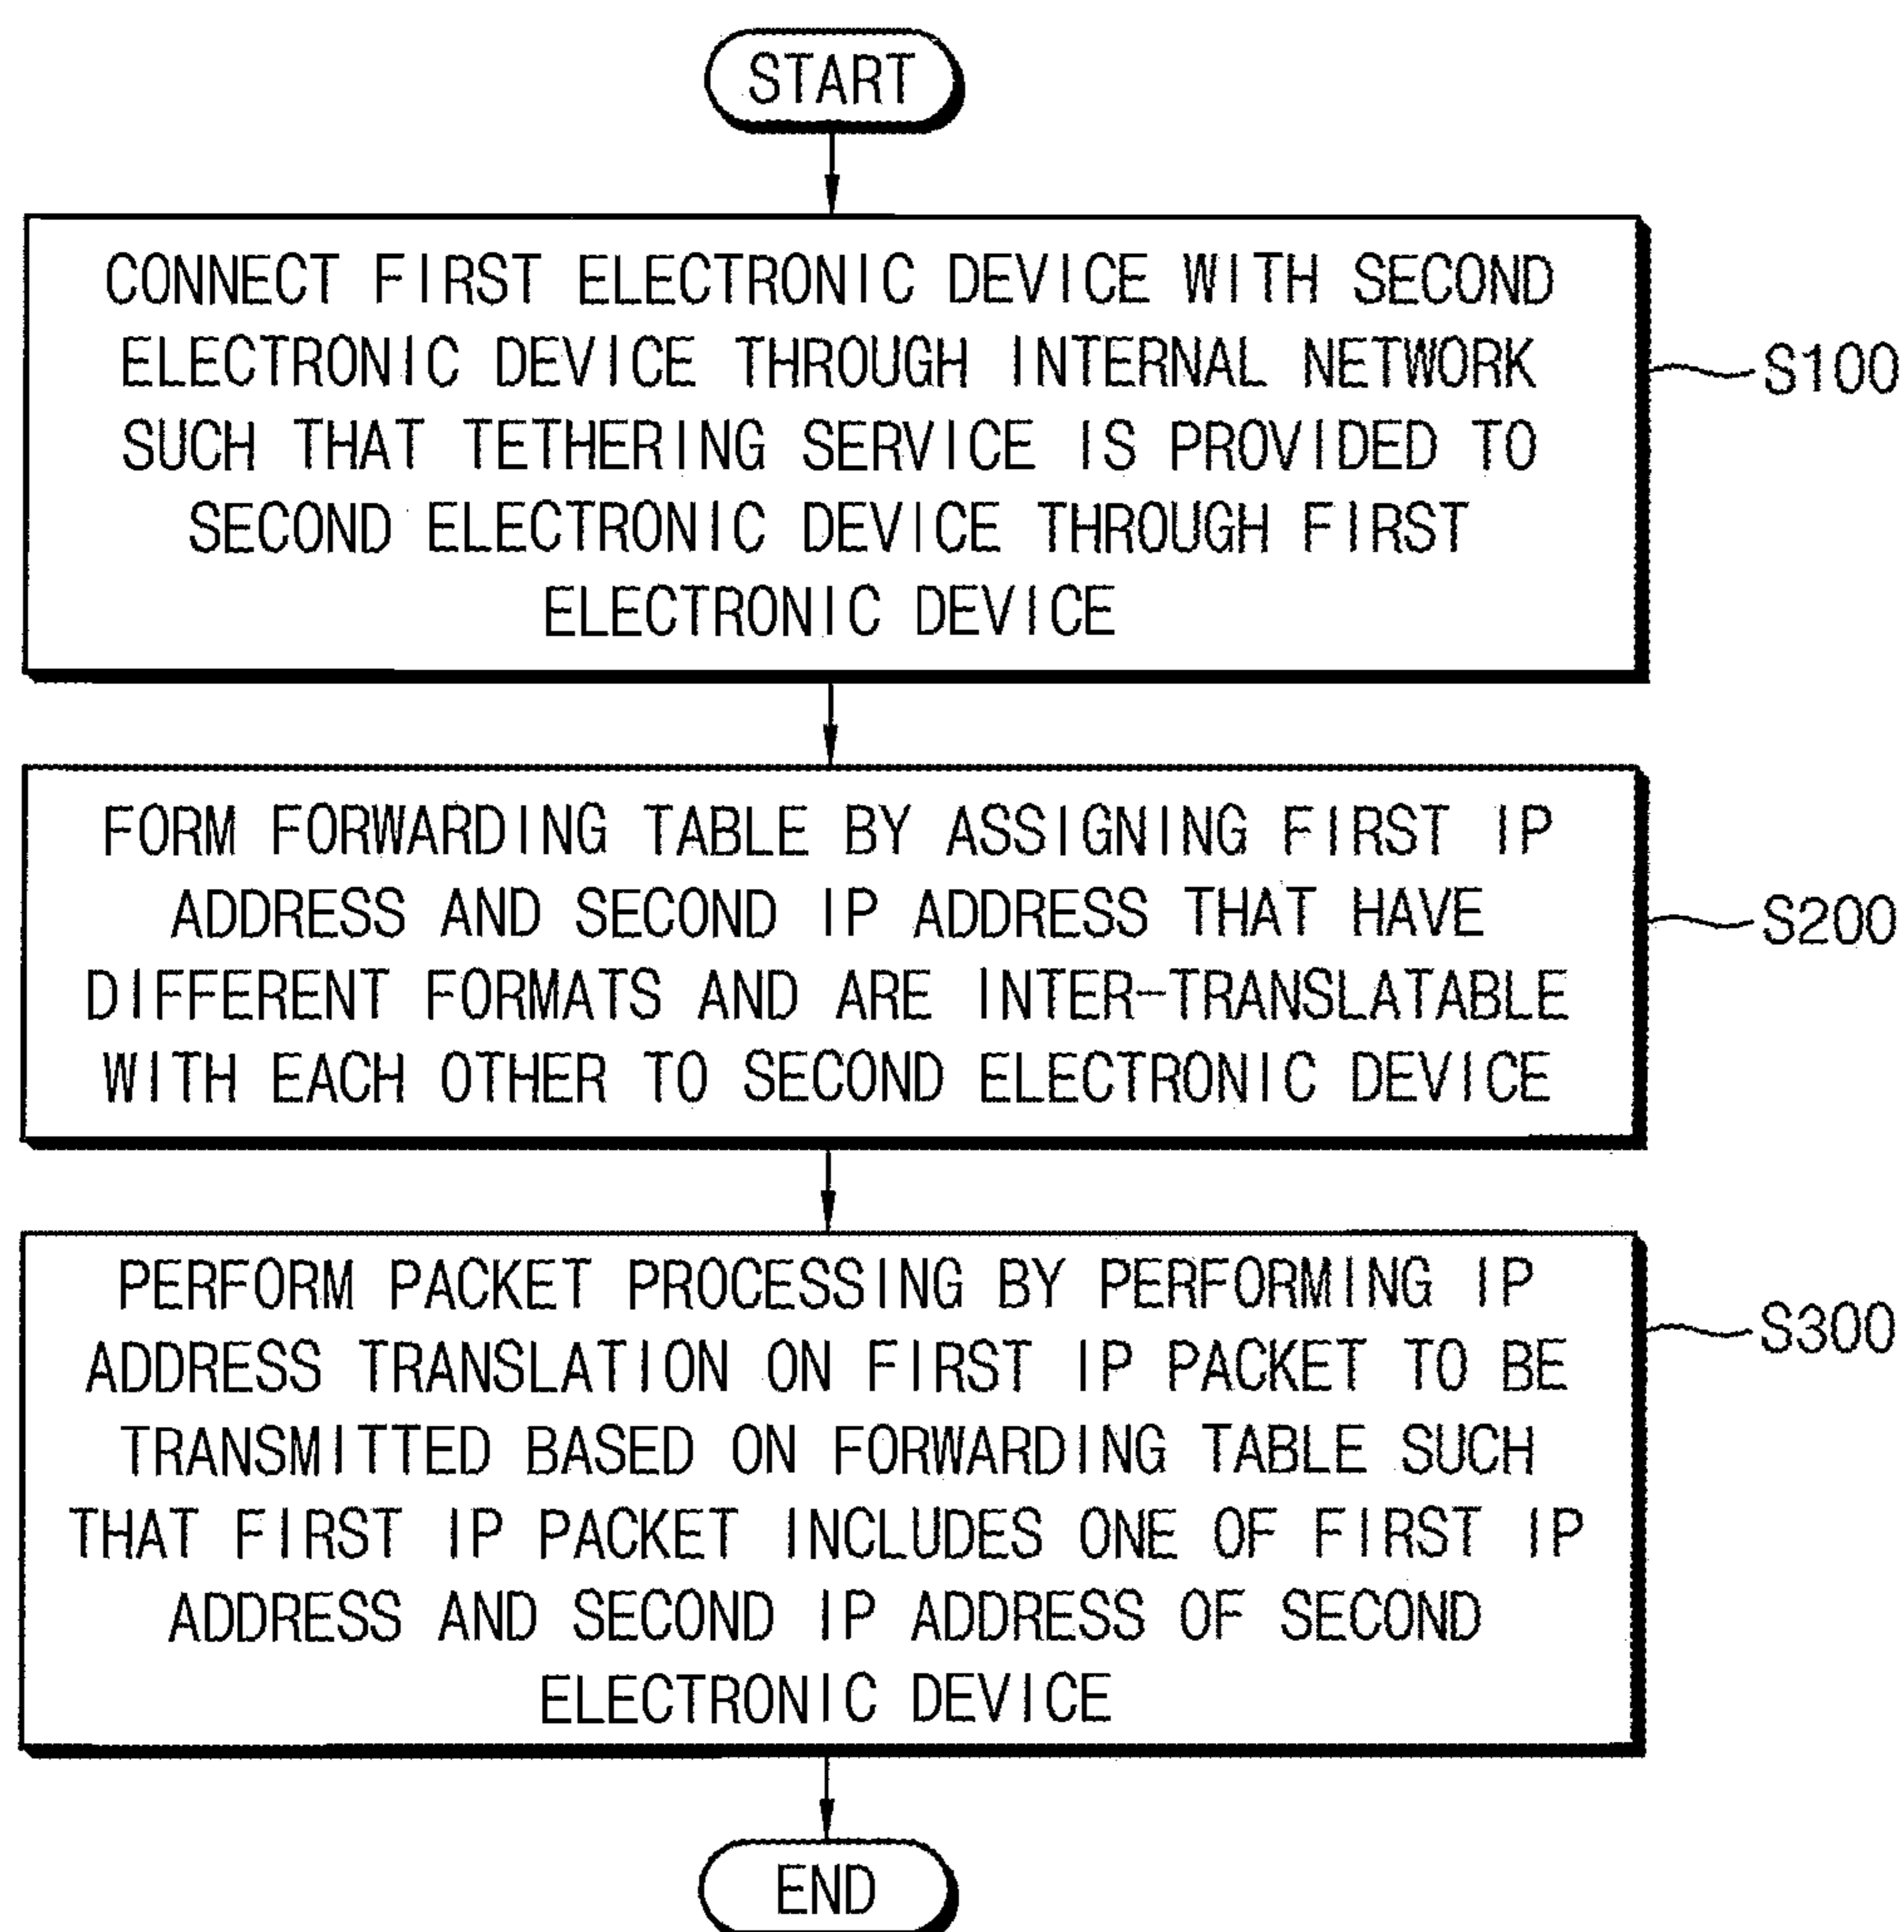 START
CONNECT FIRST ELECTRONIC DEVICE WITH SECOND
ELECTRONIC DEVICE THROUGH INTERNAL NETWORK
SUCH THAT TETHERING SERVICE IS PROVIDED TO
SECOND ELECTRONIC DEVICE THROUGH FIRST
ELECTRONIC DEVICE
S100
FORM FORWARDING TABLE BY ASSIGNING FIRST IP
ADDRESS AND SECOND IP ADDRESS THAT HAVE
DIFFERENT FORMATS AND ARE INTER-TRANSLATABLE
WITH EACH OTHER TO SECOND ELECTRONIC DEVICE
S200
PERFORM PACKET PROCESSING BY PERFORMING IP
ADDRESS TRANSLATION ON FIRST IP PACKET TO BE
TRANSMITTED BASED ON FORWARDING TABLE SUCH
THAT FIRST IP PACKET INCLUDES ONE OF FIRST IP
ADDRESS AND SECOND IP ADDRESS OF SECOND
ELECTRONIC DEVICE
S300
END